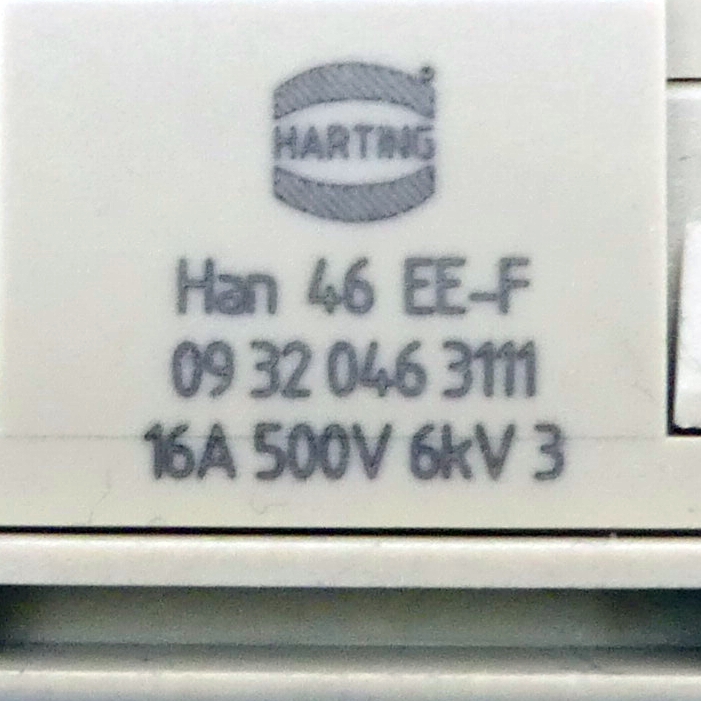 HARTING®
Han 46 EE-F
09 32 046 3111
16A 500V 6kV 3